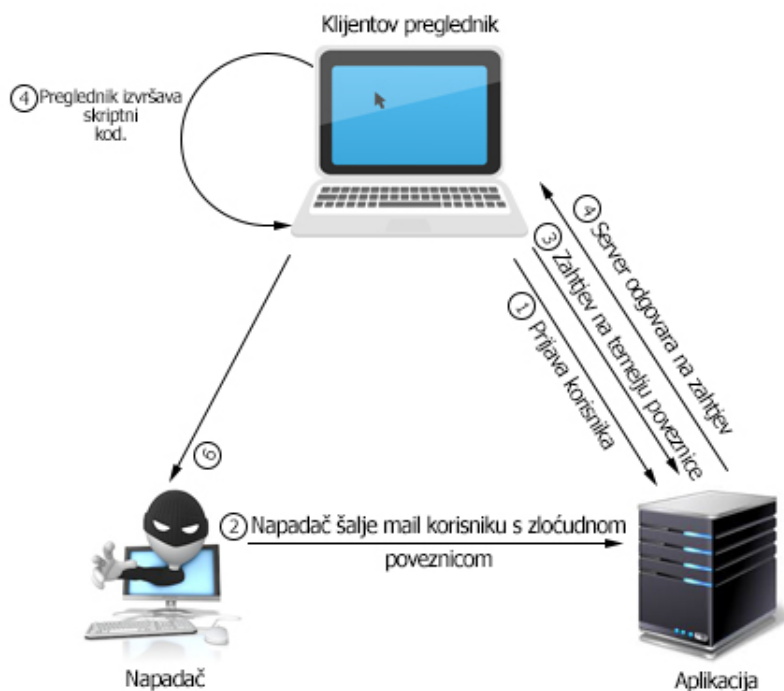 Klijentov preglednik
4 Preglednik izvršava
skriptni
kod.
4 Server odgovara na zahtjev
3 Zahtjev na temelju poveznice
1 Prijava korisnika
6
2 Napadač šalje mail korisniku s zloćudnom
poveznicom
Napadač
Aplikacija